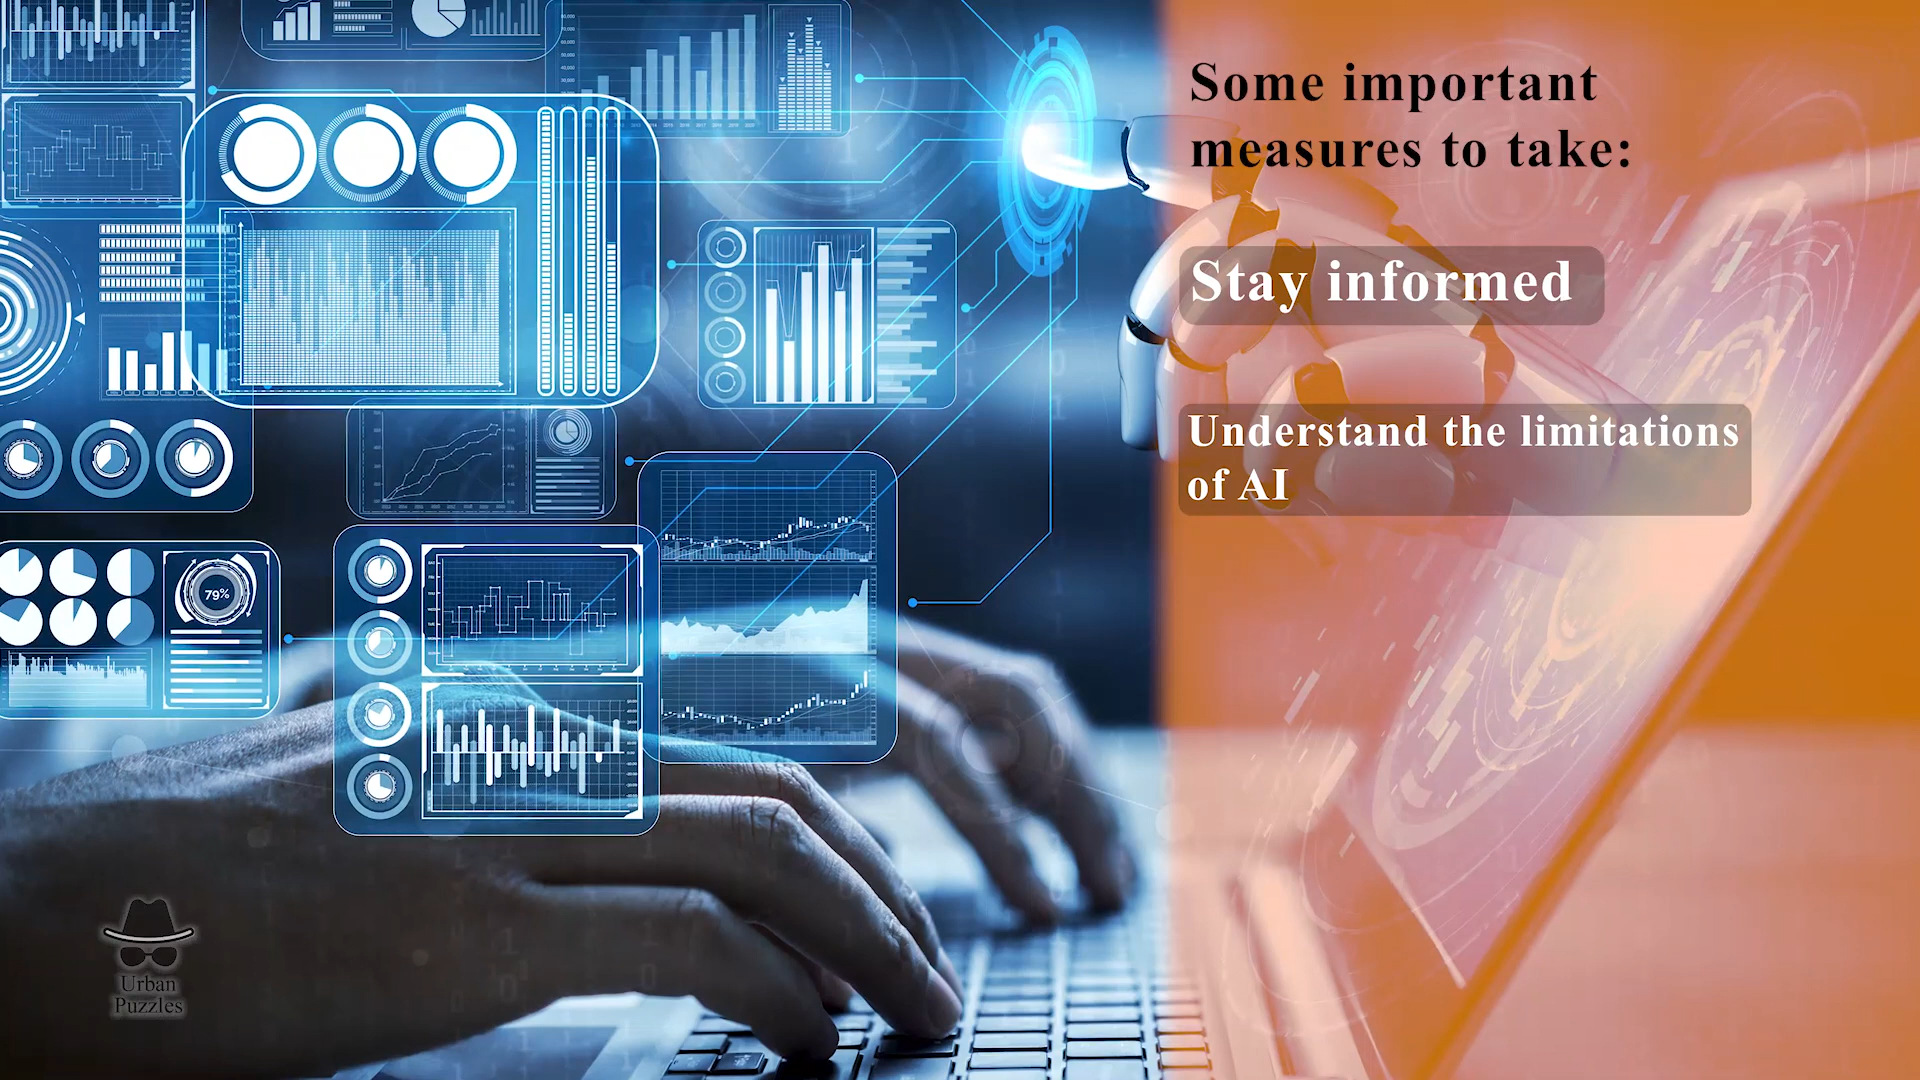 Some important
measures to take:
Stay informed
Understand the limitations
of AI
79%
Urban
Puzzles